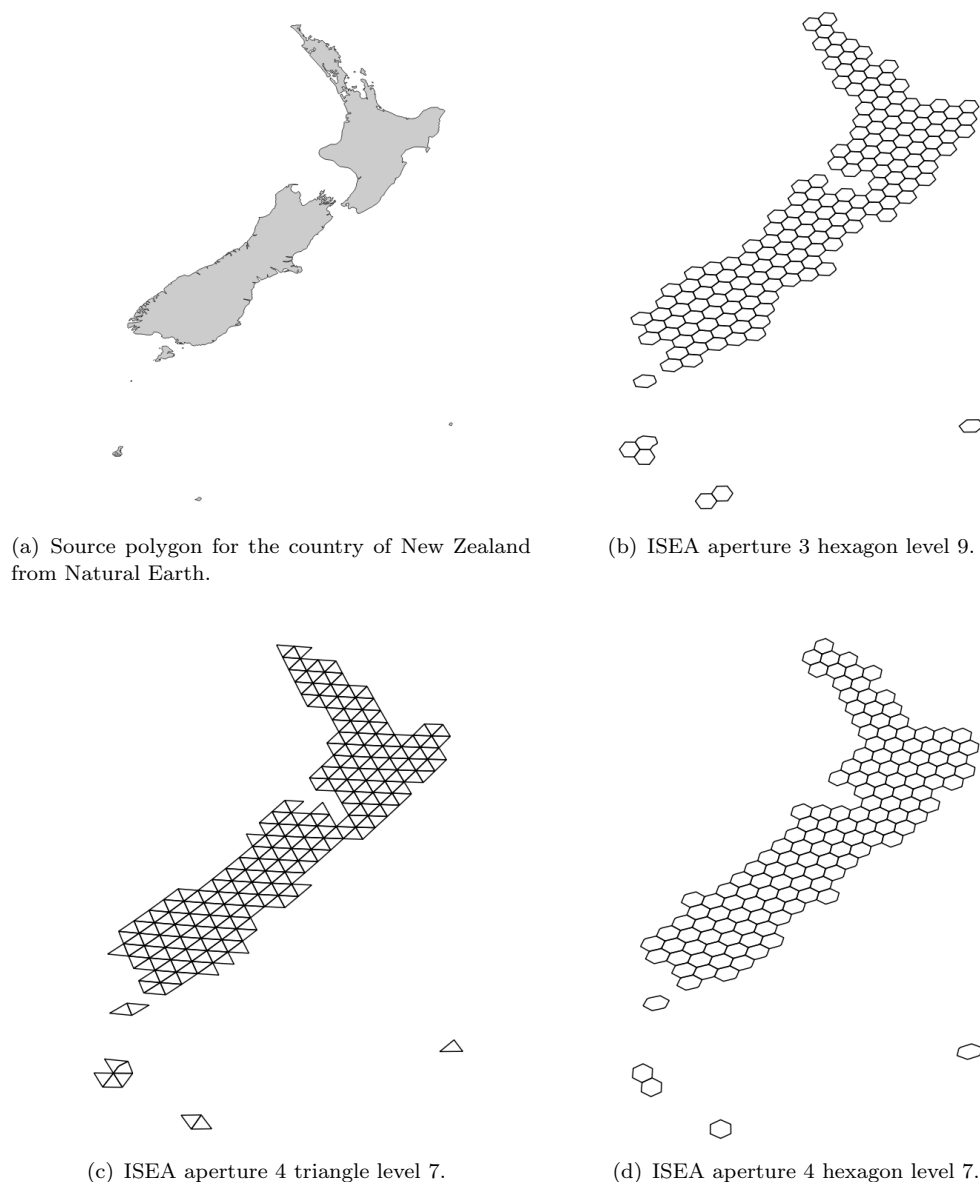 (a) Source polygon for the country of New Zealand
from Natural Earth.
(b) ISEA aperture 3 hexagon level 9.
(c) ISEA aperture 4 triangle level 7.
(d) ISEA aperture 4 hexagon level 7.